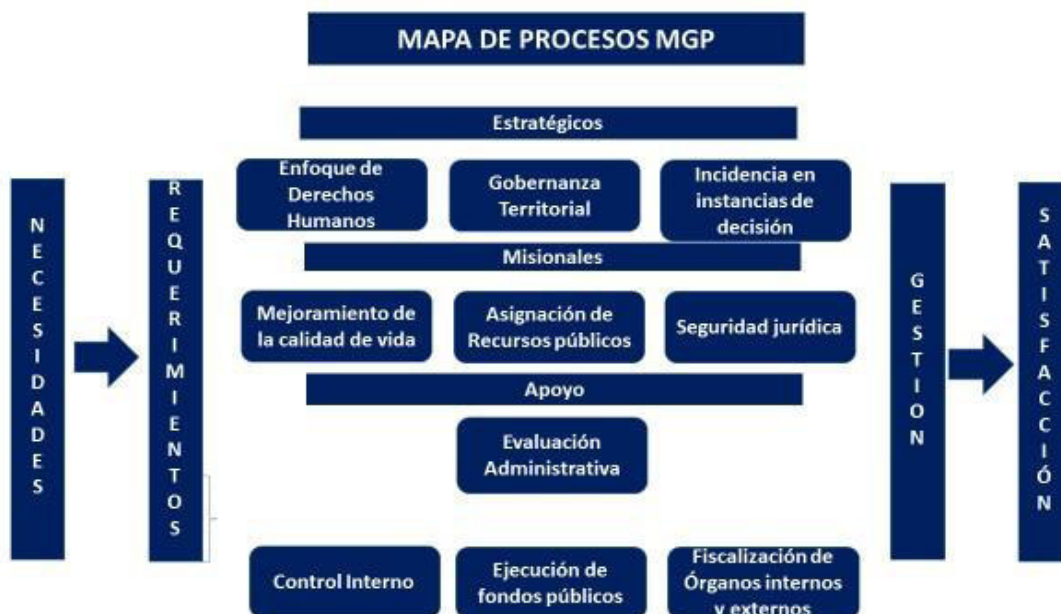 MAPA DE PROCESOS MGP
NECESIDADES
REQUERIMIENTOS
Estratégicos
Enfoque de
Derechos
Humanos
Gobernanza
Territorial
Incidencia en
instancias de
decisión
Misionales
Mejoramiento de
la calidad de vida
Asignación de
Recursos públicos
Seguridad jurídica
Apoyo
Evaluación
Administrativa
Control Interno
Ejecución de
fondos públicos
Fiscalización de
Órganos internos
y externos
GESTION
SATISFACCIÓN